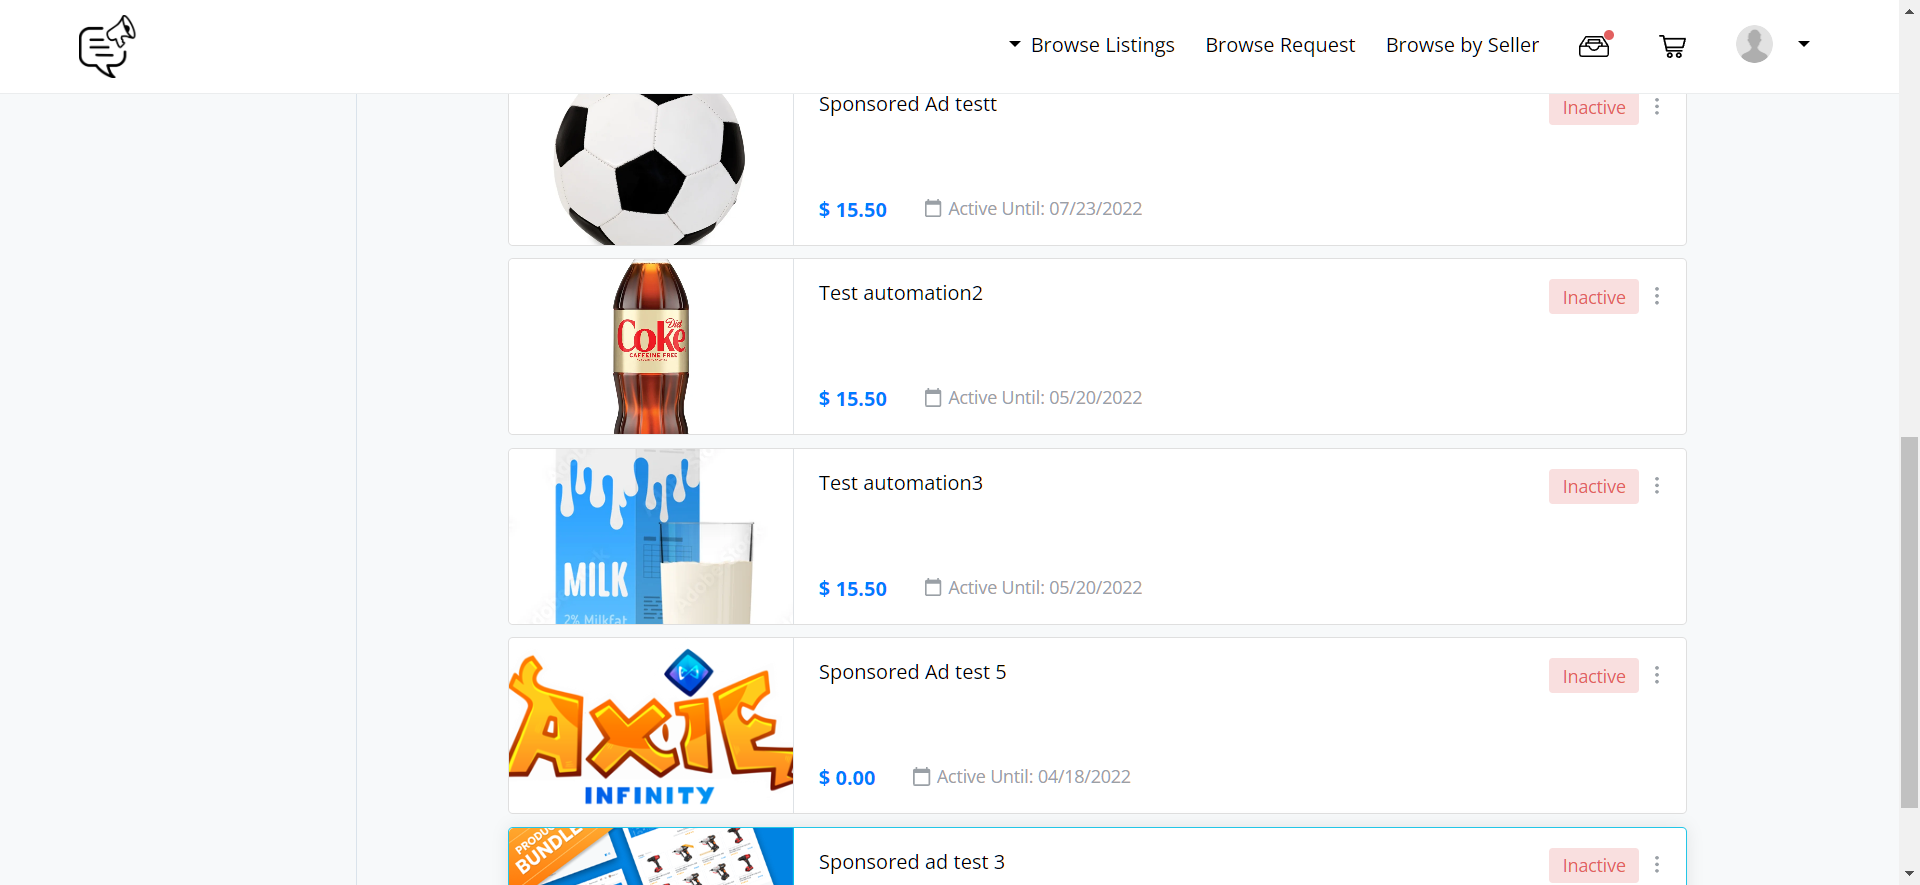 Browse Listings Browse Request Browse by Seller
Sponsored Ad testt
Inactive
$ 15.50 Active Until: 07/23/2022
Diet
Coke
CAFFEINE FREE
Test automation2
Inactive
$ 15.50 Active Until: 05/20/2022
MILK
2% Milkfat
Test automation3
Inactive
$ 15.50 Active Until: 05/20/2022
AXIE
INFINITY
Sponsored Ad test 5
Inactive
$ 0.00 Active Until: 04/18/2022
BUNDLE
Sponsored ad test 3
Inactive